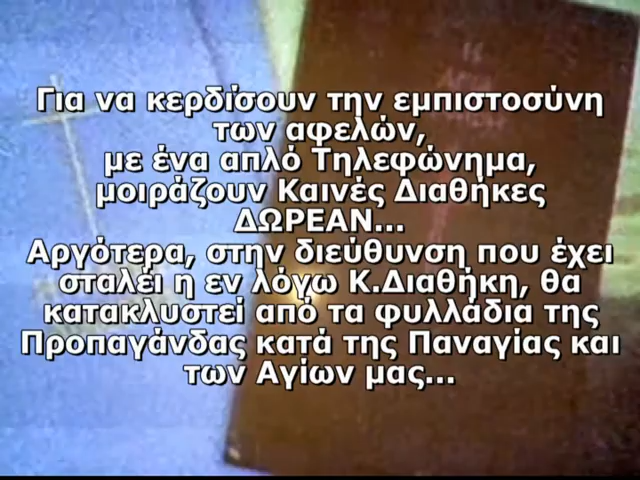 Για να κερδίσουν την εμπιστοσύνη
των αφελών,
με ένα απλό Τηλεφώνημα,
μοιράζουν Καινές Διαθήκες
ΔΩΡΕΑΝ...
Αργότερα, στην διεύθυνση που έχει
σταλεί η εν λόγω Κ.Διαθήκη, θα
κατακλυστεί από τα φυλλάδια της
Προπαγάνδας κατά της Παναγίας και
των Αγίων μας...